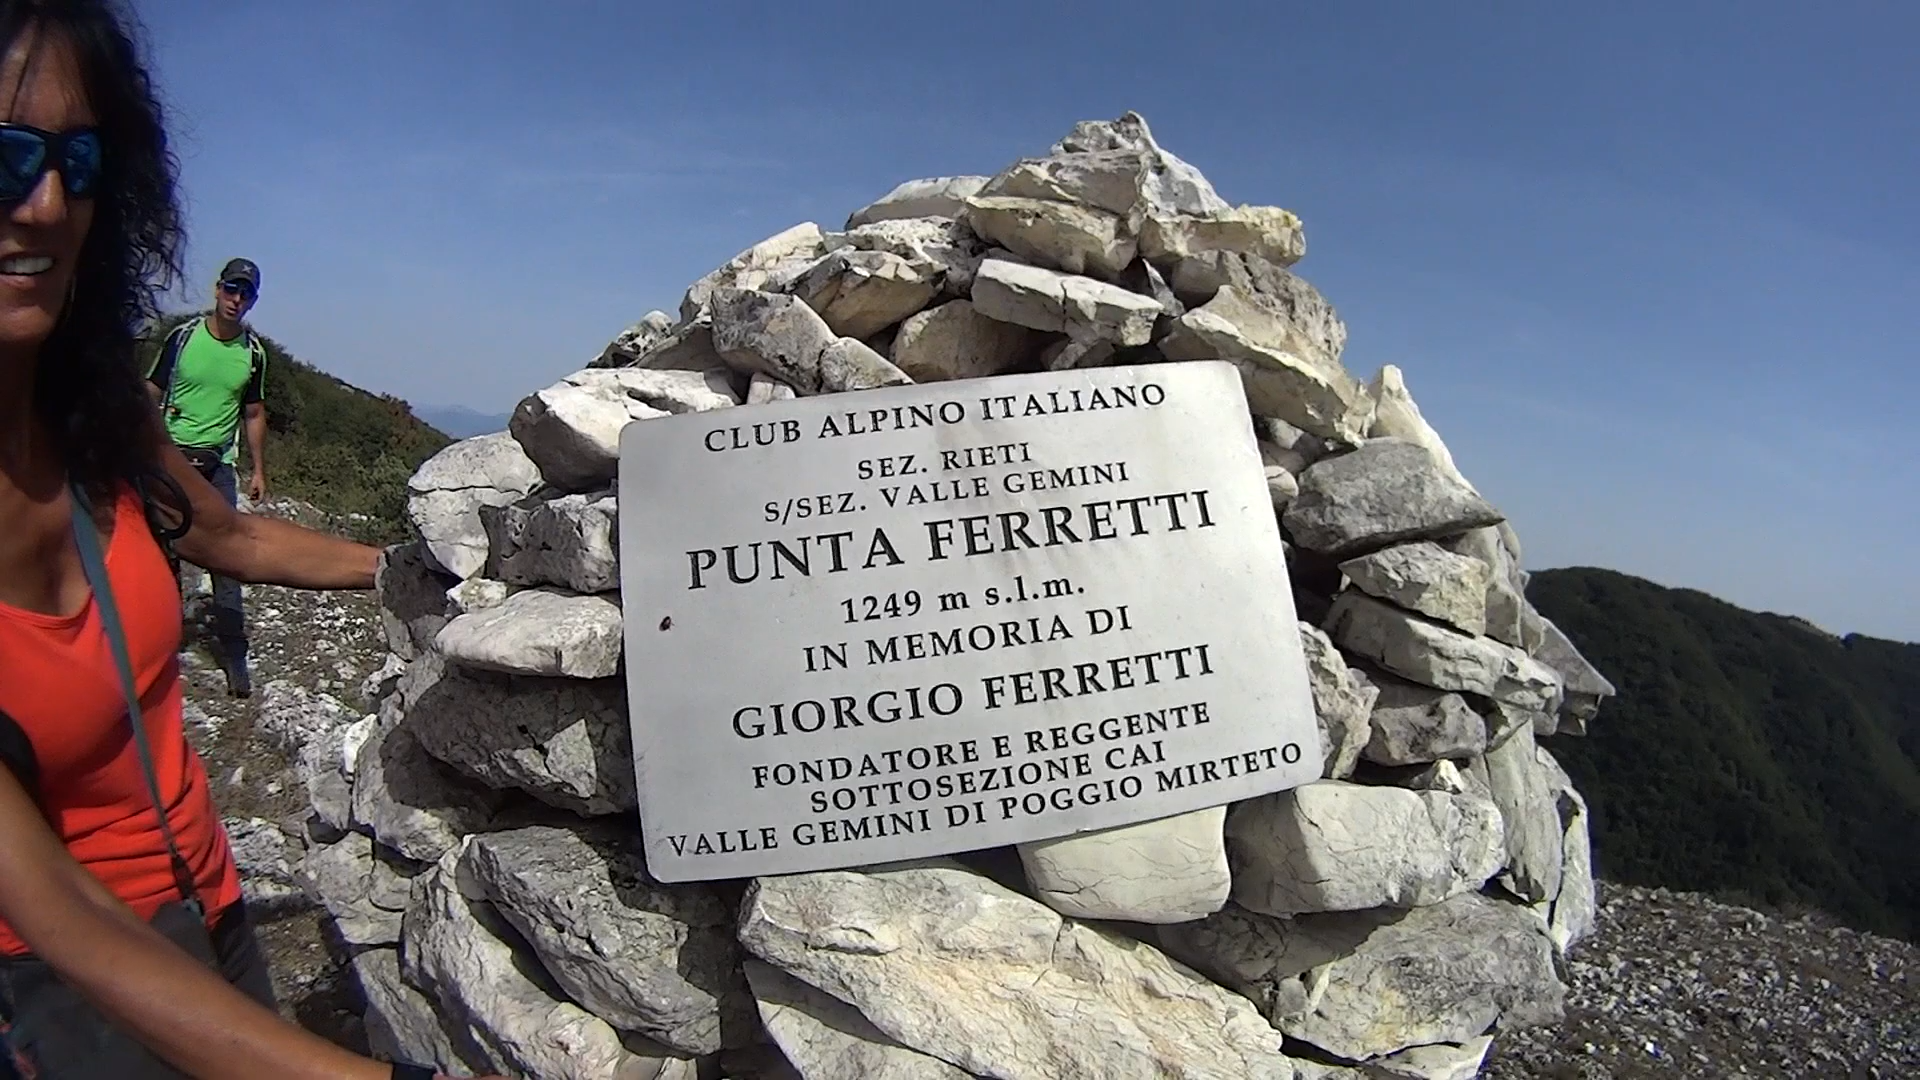 CLUB ALPINO ITALIANO
SEZ. RIETI
S/SEZ. VALLE GEMINI
PUNTA FERRETTI
1249 m s.l.m.
IN MEMORIA DI
GIORGIO FERRETTI
FONDATORE E REGGENTE
SOTTOSEZIONE CAI
VALLE GEMINI DI POGGIO MIRTETO